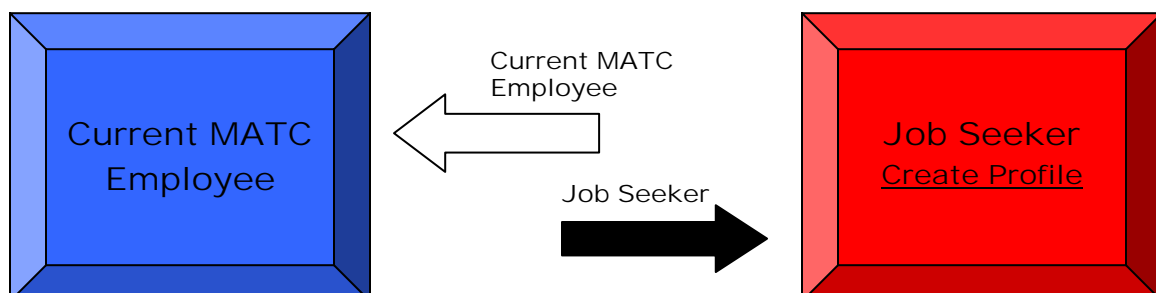 Current MATC
Employee
Current MATC
Employee
Job Seeker
Job Seeker
Create Profile